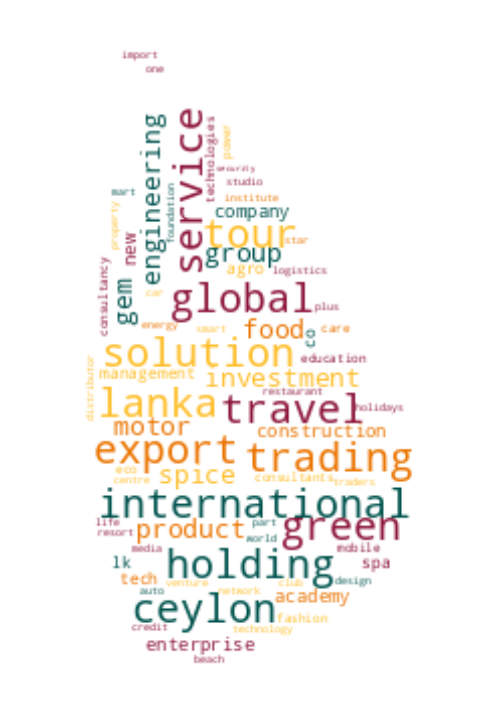 import
one
service
engineering
technologies
power
security
studio
mart
institute
foundation
company
property
tour
new
star
group
consultancy
agro
logistics
gem
car
global
plus
energy
smart
food
co
care
solution
education
distributor
management
investment
restaurant
lanka
travel
holidays
motor
construction
export
trading
eco
centre
spice
consultants
traders
international
life
resort
product
part
world
green
media
mobile
lk
holding
spa
tech
venture
club
design
auto
network
academy
ceylon
fashion
credit
technology
enterprise
beach